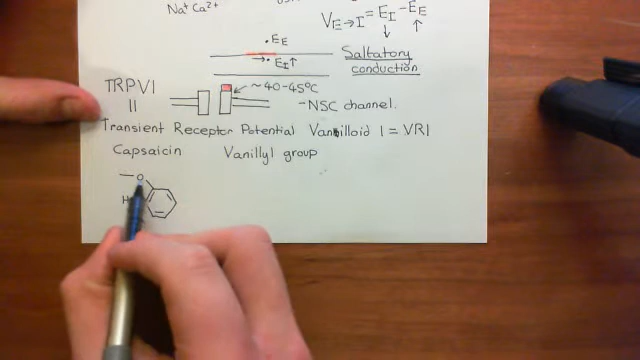 Na⁺ Ca²⁺
V E→I = E_I - E_E
.E_E
→.E_I↑
Saltatory
conduction
TRPV1
~40-45°C
-NSC channel.
Transient Receptor Potential Vanilloid 1 = VR1
Capsaicin Vanillyl group
O
H